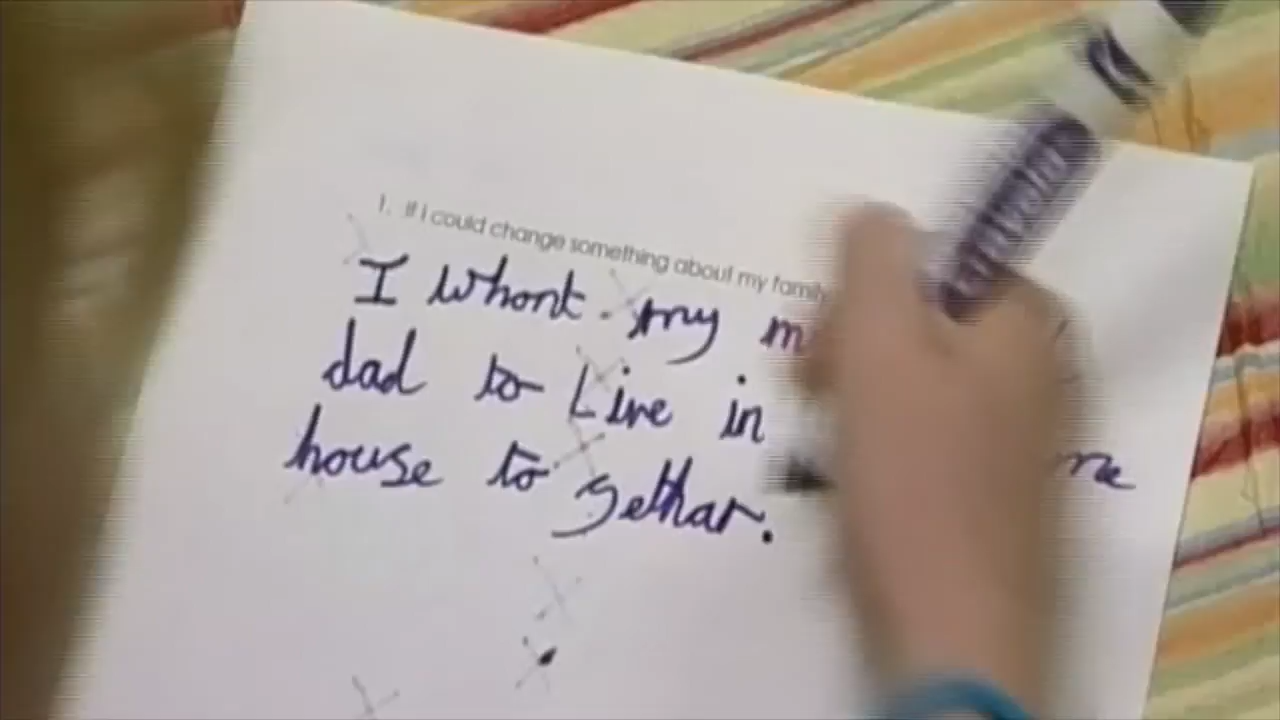 1. If I could change something about my family
I Whont my m
dad to Live in
house to gethar.